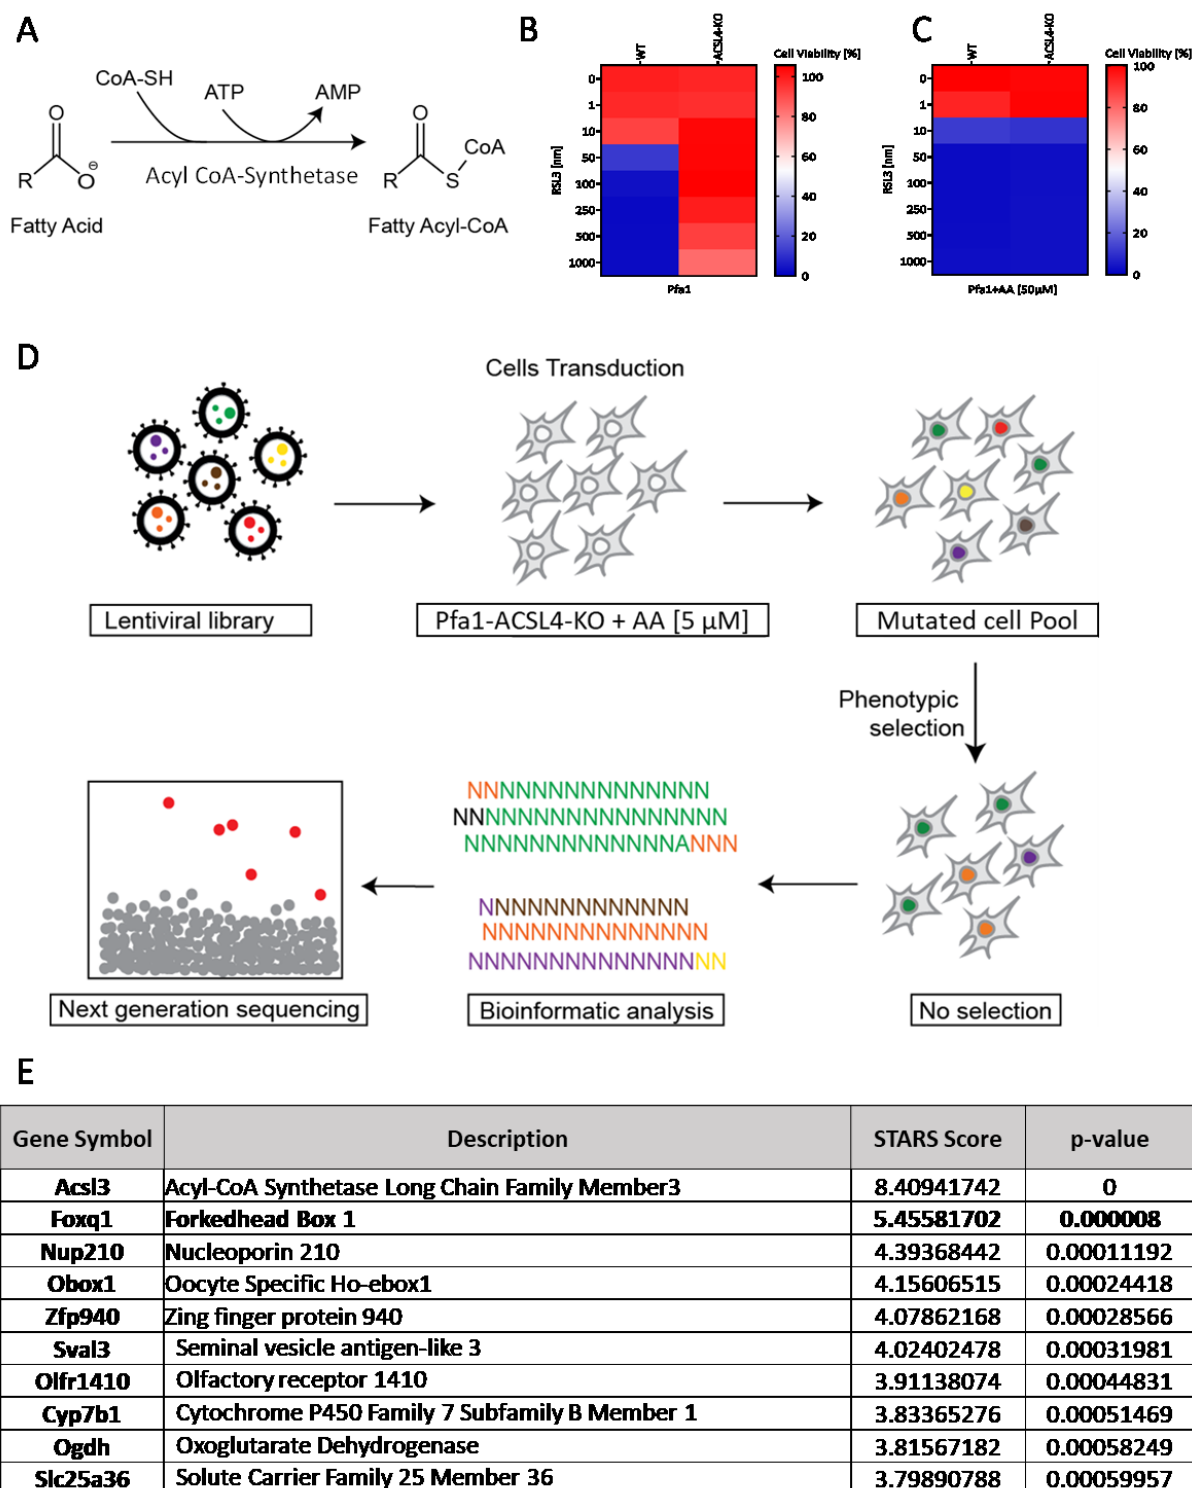 A
CoA-SH
ATP
AMP
O
R
O
⊖
Acyl CoA-Synthetase
O
CoA
R
S
Fatty Acid
Fatty Acyl-CoA
B
WT
ACSL4-KO
Cell Viability [%]
RSL3 [nm]
0
1
10
50
100
250
500
1000
100
80
60
40
20
0
Pfa1
C
WT
ACSL4-KO
Cell Viability [%]
RSL3 [nm]
0
1
10
50
100
250
500
1000
100
80
60
40
20
0
Pfa1+AA [50µM]
D
Cells Transduction
Lentiviral library
Pfa1-ACSL4-KO + AA [5 µM]
Mutated cell Pool
Phenotypic
selection
NNNNNNNNNNNNNNN
NNNNNNNNNNNNNNNNN
NNNNNNNNNNNNNANNN
NNNNNNNNNNNNN
NNNNNNNNNNNNNN
NNNNNNNNNNNNNNNN
Next generation sequencing
Bioinformatic analysis
No selection
E
Gene Symbol Description STARS Score p-value
Acsl3 Acyl-CoA Synthetase Long Chain Family Member3 8.40941742 0
Foxq1 Forkedhead Box 1 5.45581702 0.000008
Nup210 Nucleoporin 210 4.39368442 0.00011192
Obox1 Oocyte Specific Ho-ebox1 4.15606515 0.00024418
Zfp940 Zing finger protein 940 4.07862168 0.00028566
Sval3 Seminal vesicle antigen-like 3 4.02402478 0.00031981
Olfr1410 Olfactory receptor 1410 3.91138074 0.00044831
Cyp7b1 Cytochrome P450 Family 7 Subfamily B Member 1 3.83365276 0.00051469
Ogdh Oxoglutarate Dehydrogenase 3.81567182 0.00058249
Slc25a36 Solute Carrier Family 25 Member 36 3.79890788 0.00059957